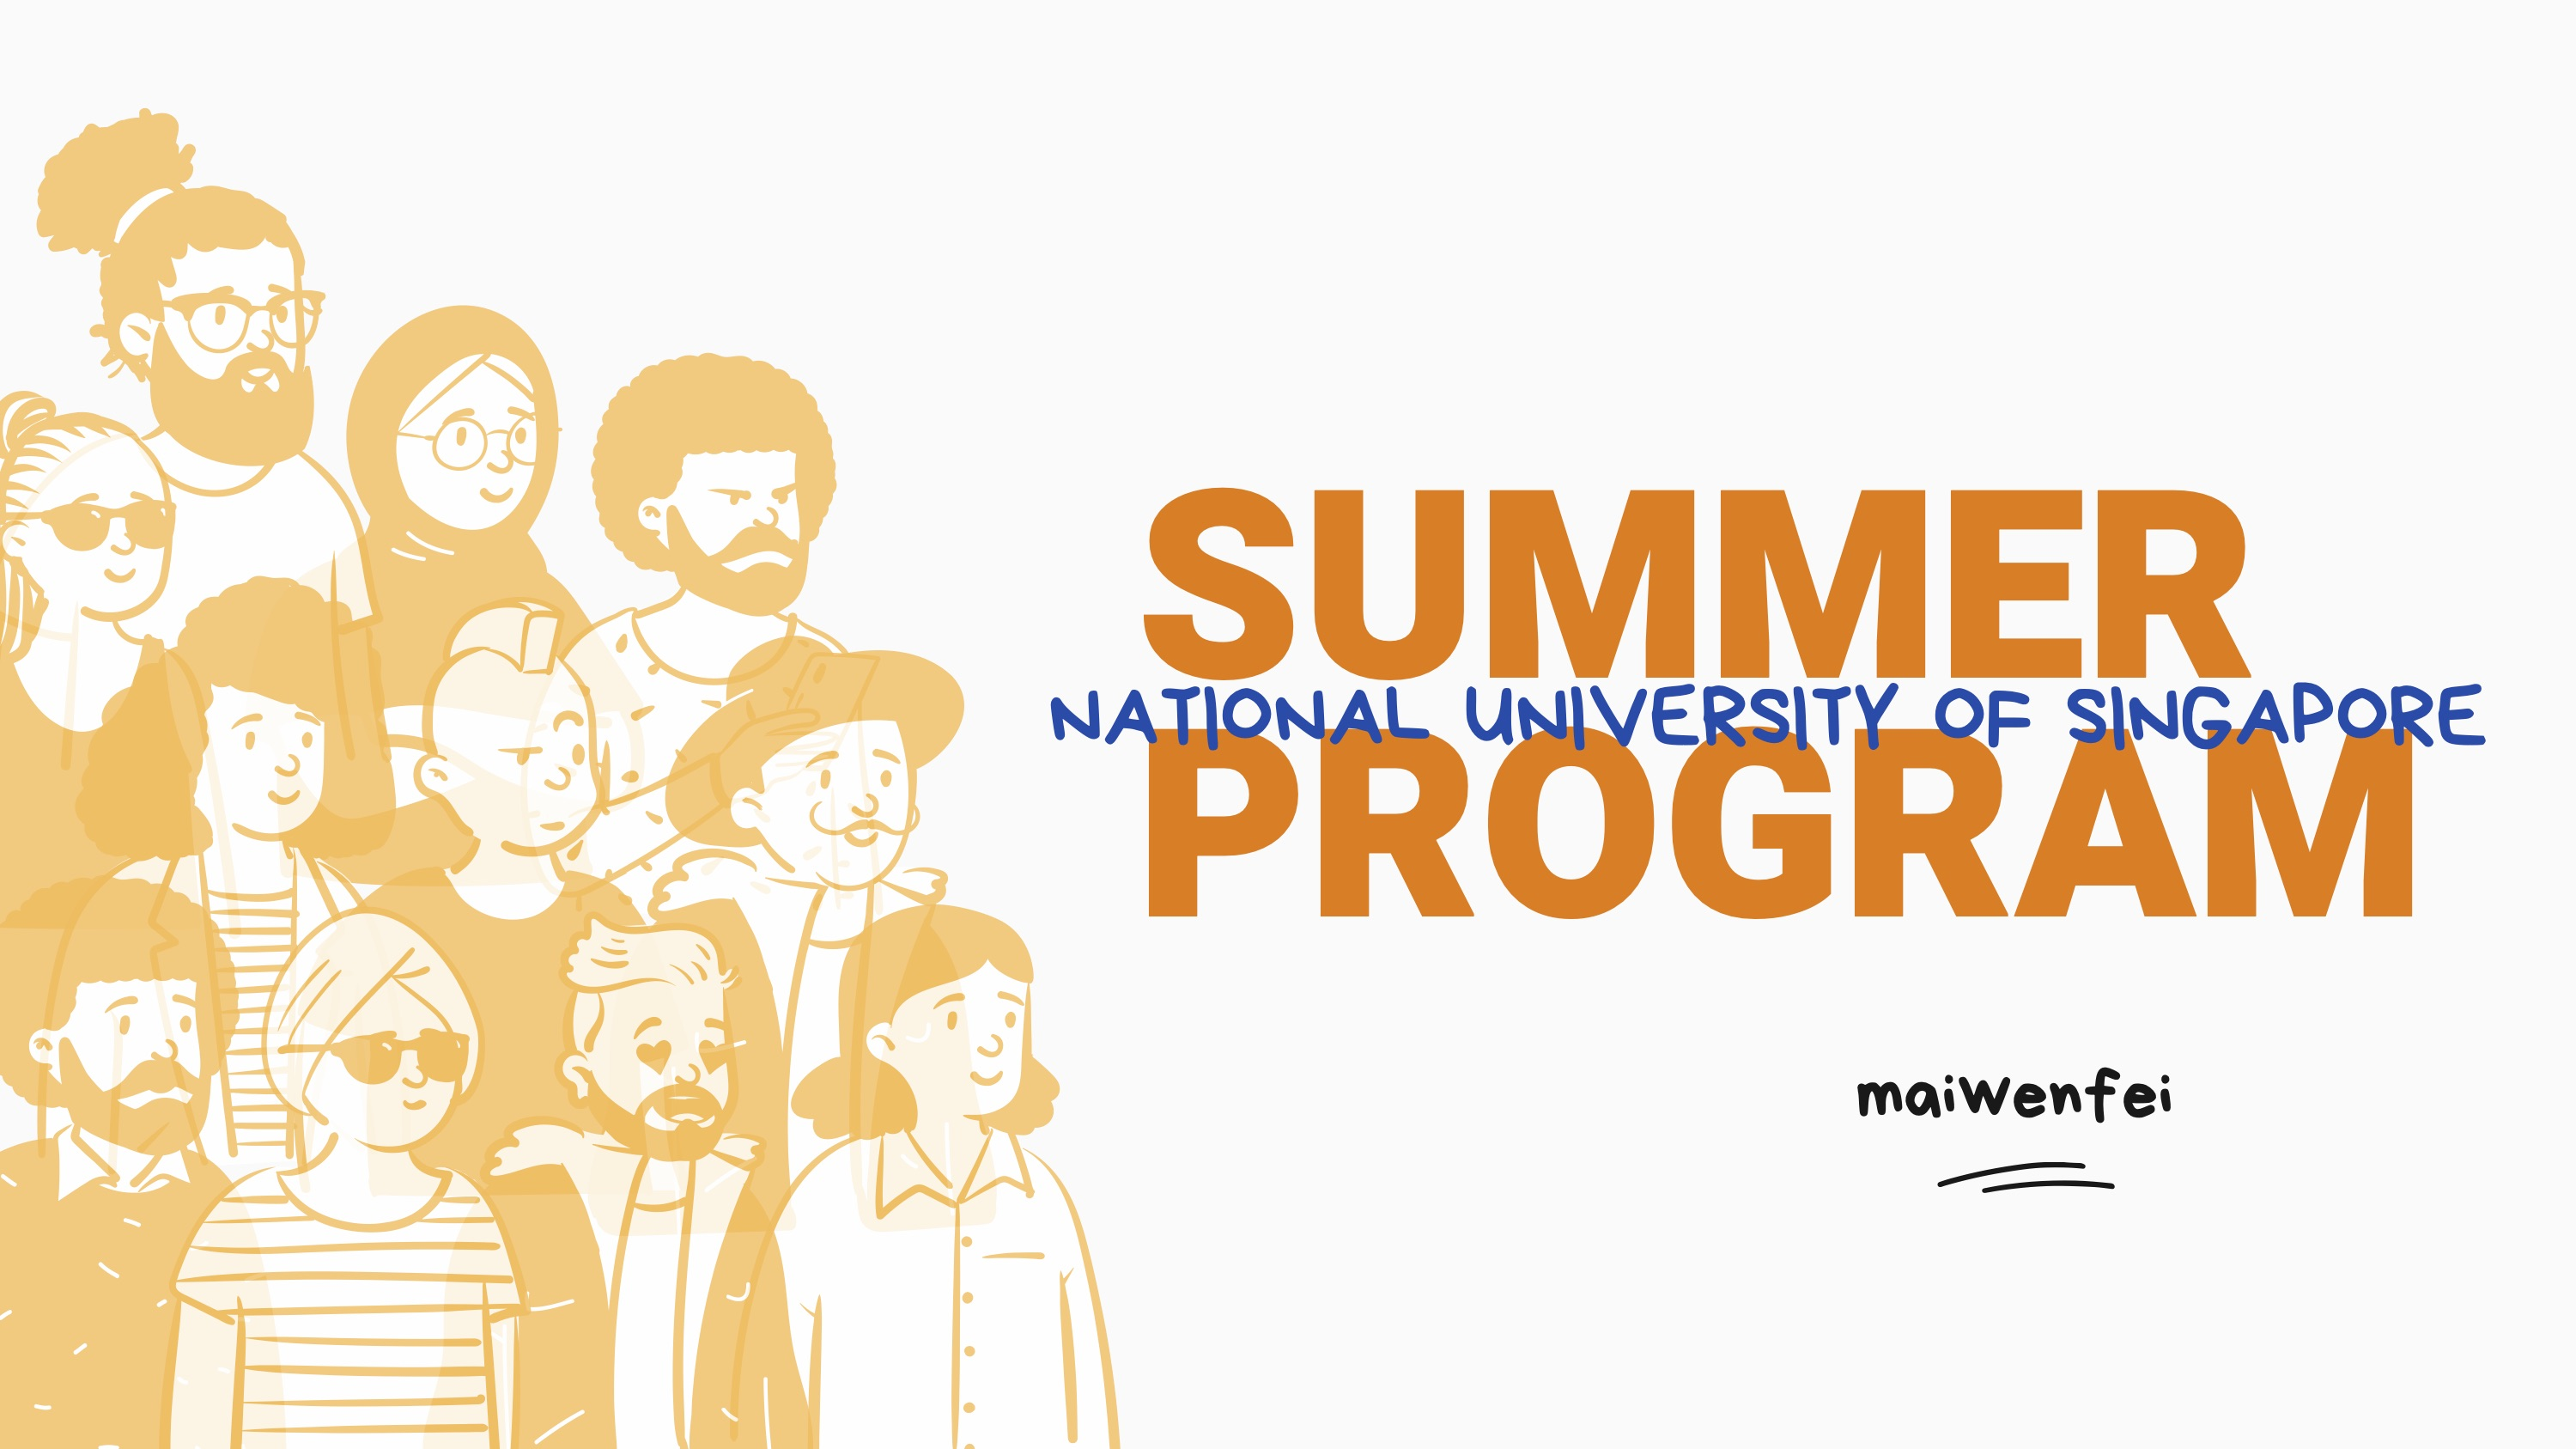 SUMMER
NATIONAL UNIVERSITY OF SINGAPORE
PROGRAM
maiwenfei